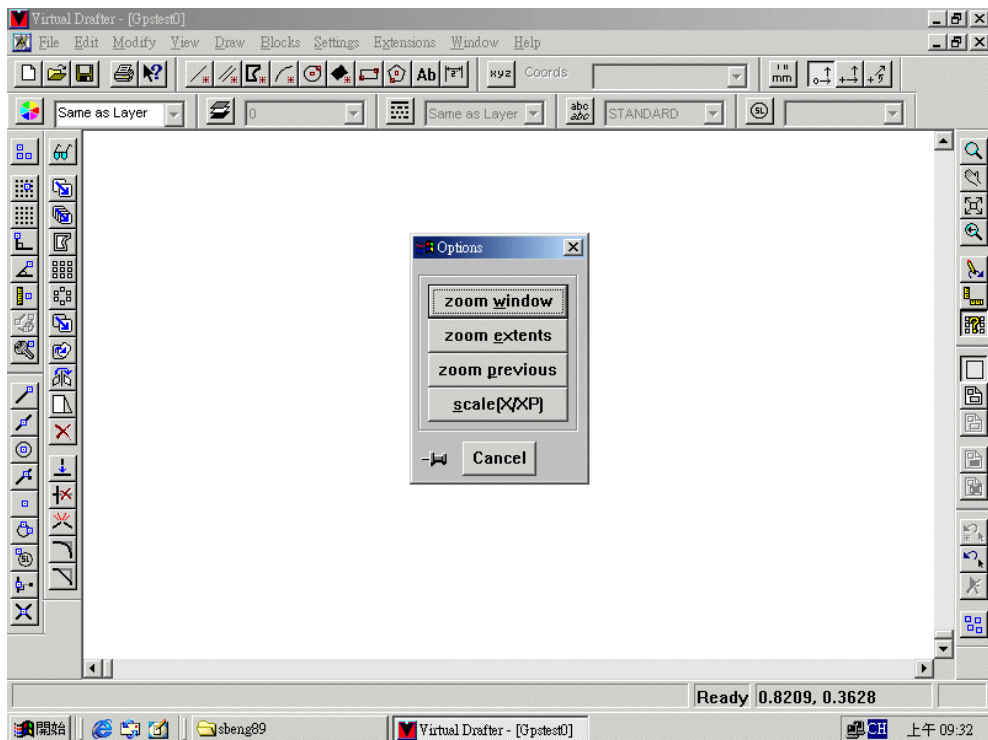 Virtual Drafter - [Gpstest0]
File Edit Modify View Draw Blocks Settings Extensions Window Help
Ab xyz Coords mm
Same as Layer 0 Same as Layer abc abc STANDARD SL
Options
zoom window
zoom extents
zoom previous
scale(X/XP)
Cancel
SL
Ready 0.8209, 0.3628
開始 sbeng89 Virtual Drafter - [Gpstest0] CH 上午 09:32